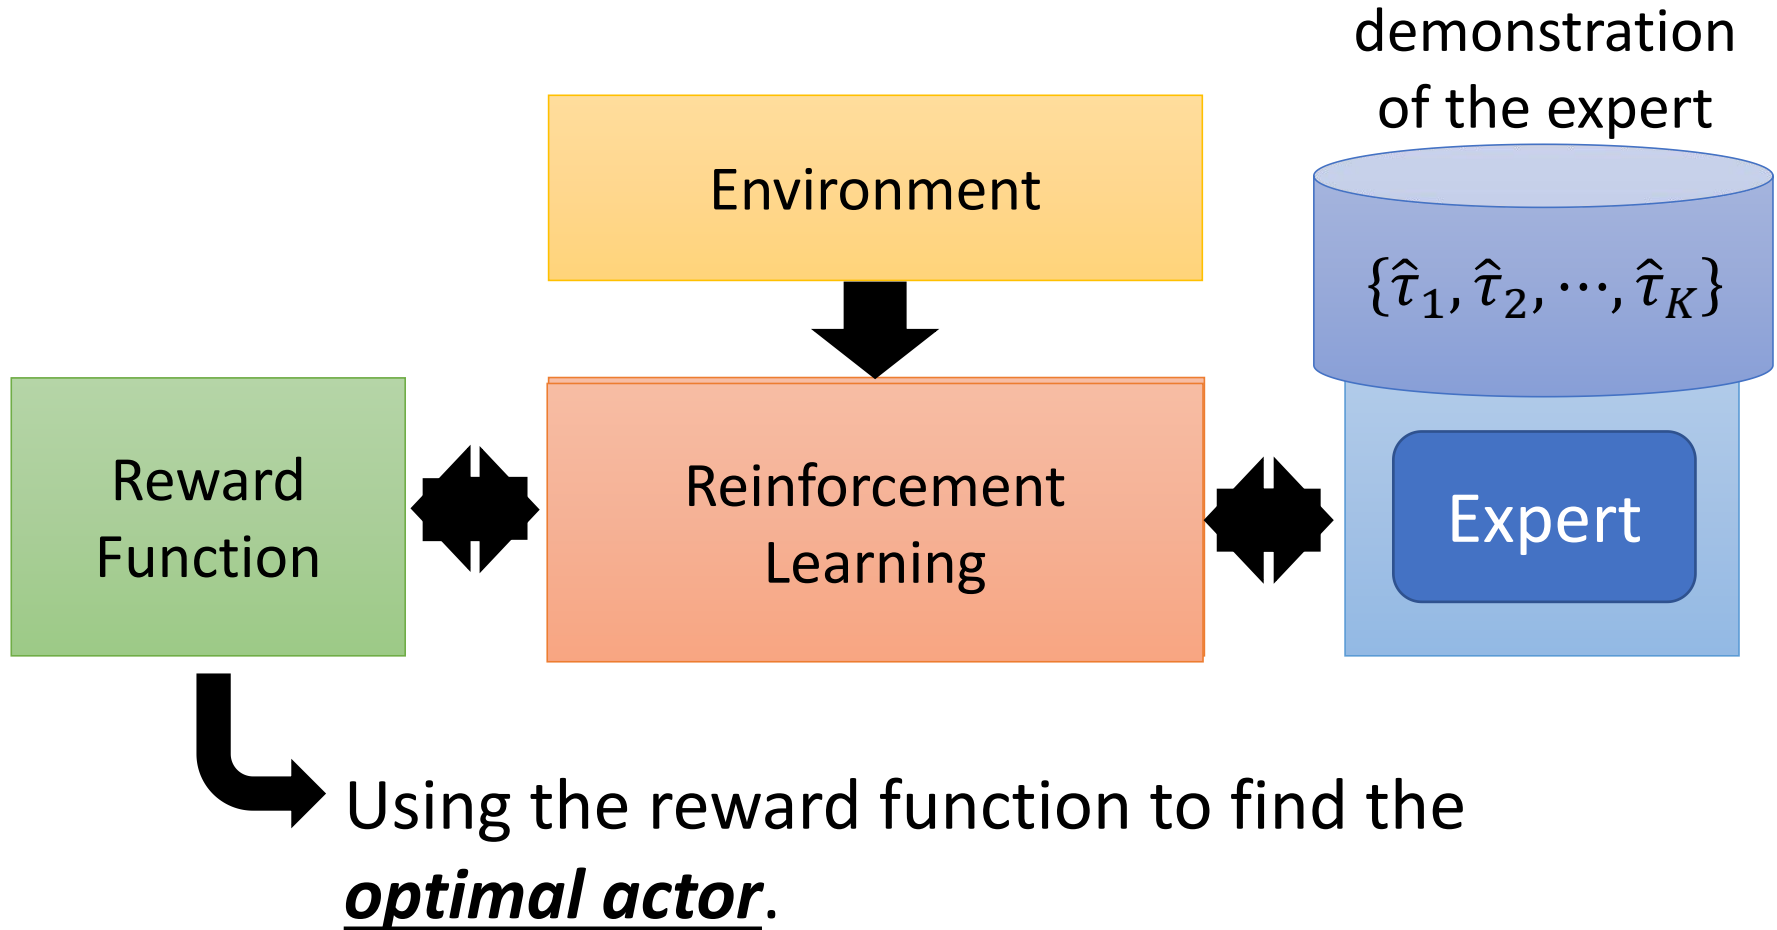 demonstration
of the expert
Environment
{τ̂₁, τ̂₂, ⋯, τ̂_K}
Reward
Function
Reinforcement
Learning
Expert
Using the reward function to find the
optimal actor.